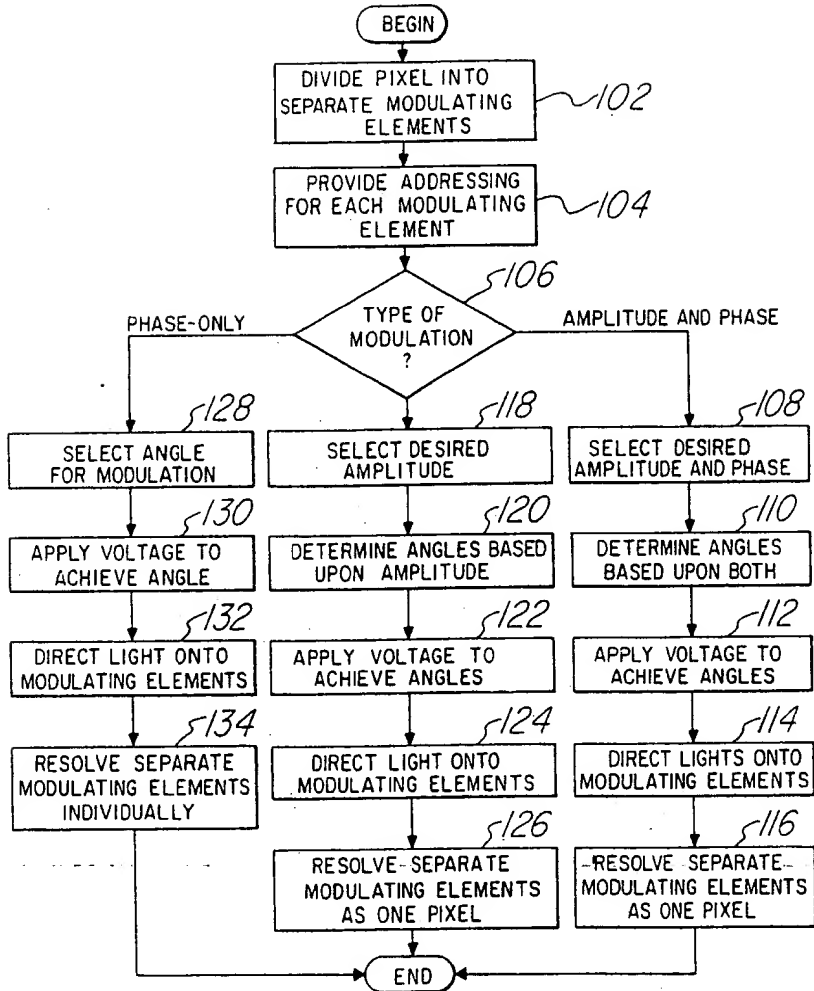 BEGIN
DIVIDE PIXEL INTO
SEPARATE MODULATING
ELEMENTS
102
PROVIDE ADDRESSING
FOR EACH MODULATING
ELEMENT
104
106
TYPE OF
MODULATION
?
PHASE-ONLY
AMPLITUDE AND PHASE
128
SELECT ANGLE
FOR MODULATION
130
APPLY VOLTAGE TO
ACHIEVE ANGLE
132
DIRECT LIGHT ONTO
MODULATING ELEMENTS
134
RESOLVE SEPARATE
MODULATING ELEMENTS
INDIVIDUALLY
118
SELECT DESIRED
AMPLITUDE
120
DETERMINE ANGLES BASED
UPON AMPLITUDE
122
APPLY VOLTAGE TO
ACHIEVE ANGLES
124
DIRECT LIGHT ONTO
MODULATING ELEMENTS
126
RESOLVE SEPARATE
MODULATING ELEMENTS
AS ONE PIXEL
108
SELECT DESIRED
AMPLITUDE AND PHASE
110
DETERMINE ANGLES
BASED UPON BOTH
112
APPLY VOLTAGE TO
ACHIEVE ANGLES
114
DIRECT LIGHTS ONTO
MODULATING ELEMENTS
116
RESOLVE SEPARATE
MODULATING ELEMENTS
AS ONE PIXEL
END